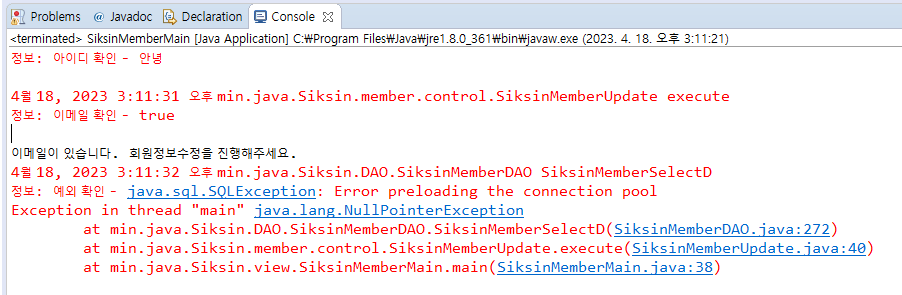 Problems @ Javadoc Declaration Console
<terminated> SiksinMemberMain [Java Application] C:₩Program Files₩Java₩jre1.8.0_361₩bin₩javaw.exe (2023. 4. 18. 오후 3:11:21)
정보: 아이디 확인 - 안녕
4월 18, 2023 3:11:31 오후 min.java.Siksin.member.control.SiksinMemberUpdate execute
정보: 이메일 확인 - true
이메일이 있습니다. 회원정보수정을 진행해주세요.
4월 18, 2023 3:11:32 오후 min.java.Siksin.DAO.SiksinMemberDAO SiksinMemberSelectD
정보: 예외 확인 - java.sql.SQLException: Error preloading the connection pool
Exception in thread "main" java.lang.NullPointerException
at min.java.Siksin.DAO.SiksinMemberDAO.SiksinMemberSelectD(SiksinMemberDAO.java:272)
at min.java.Siksin.member.control.SiksinMemberUpdate.execute(SiksinMemberUpdate.java:40)
at min.java.Siksin.view.SiksinMemberMain.main(SiksinMemberMain.java:38)